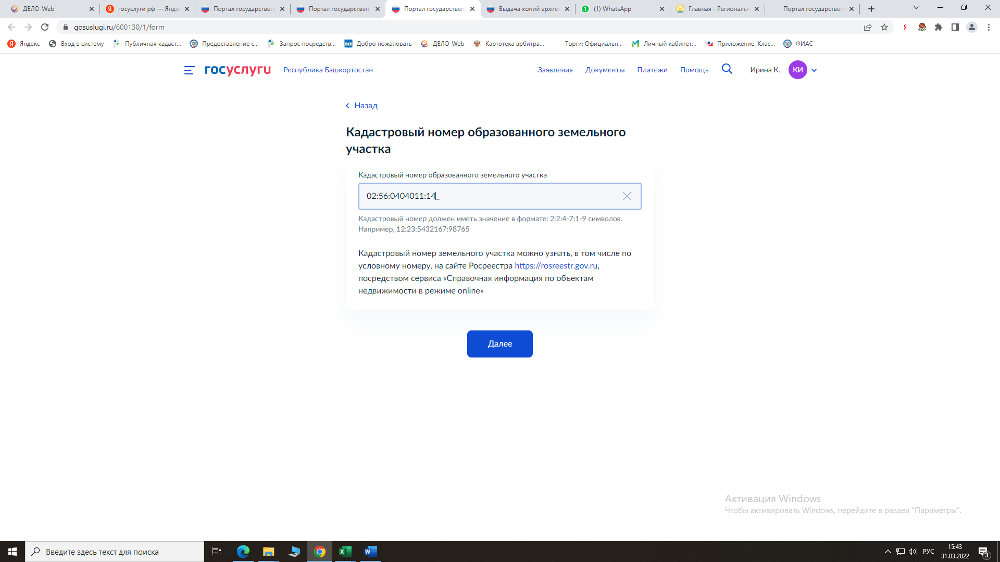 ДЕЛО-Web
госуслуги рф — Янде
Портал государствен
Портал государствен
Портал государствен
Выдача копий архив
(1) WhatsApp
Главная - Региональ
Портал государствен
gosuslugi.ru/600130/1/form
Яндекс
Вход в систему
Публичная кадаст...
Предоставление с...
Запрос посредств...
Добро пожаловать
ДЕЛО-Web
Картотека арбитра...
Торги: Официальн...
Личный кабинет...
Приложение. Клас...
ФИАС
госуслуги
Республика Башкортостан
Заявления
Документы
Платежи
Помощь
Ирина К.
КИ
Назад
Кадастровый номер образованного земельного
участка
Кадастровый номер образованного земельного участка
02:56:0404011:14_
Кадастровый номер должен иметь значение в формате: 2:2:4-7:1-9 символов.
Например, 12:23:5432167:98765
Кадастровый номер земельного участка можно узнать, в том числе по
условному номеру, на сайте Росреестра https://rosreestr.gov.ru,
посредством сервиса «Справочная информация по объектам
недвижимости в режиме online»
Далее
Активация Windows
Чтобы активировать Windows, перейдите в раздел "Параметры".
Введите здесь текст для поиска
РУС
15:43
31.03.2022
3